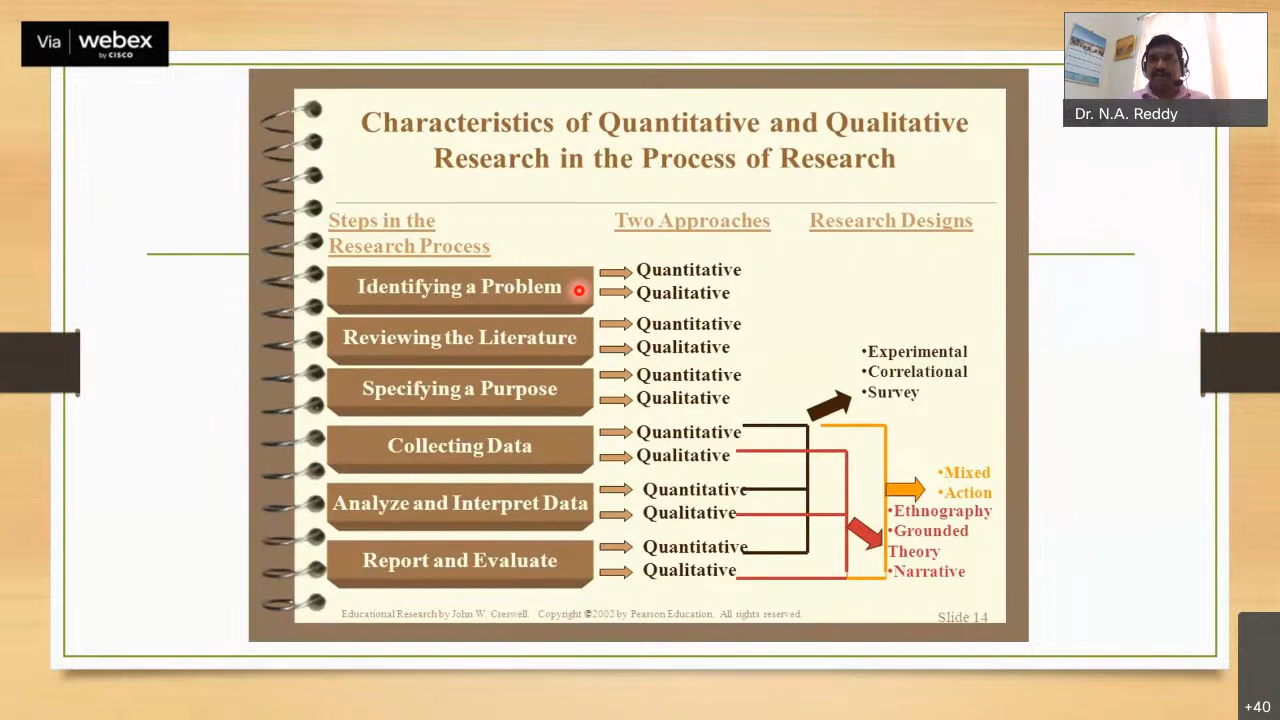 Via webex
by CISCO
Dr. N.A. Reddy
Characteristics of Quantitative and Qualitative
Research in the Process of Research
Steps in the
Research Process
Two Approaches
Research Designs
Identifying a Problem
Quantitative
Qualitative
Reviewing the Literature
Quantitative
Qualitative
Specifying a Purpose
Quantitative
Qualitative
Collecting Data
Quantitative
Qualitative
Analyze and Interpret Data
Quantitative
Qualitative
Report and Evaluate
Quantitative
Qualitative
•Experimental
•Correlational
•Survey
•Mixed
•Action
•Ethnography
•Grounded
Theory
•Narrative
Educational Research by John W. Creswell. Copyright ©2002 by Pearson Education. All rights reserved.
Slide 14
+40